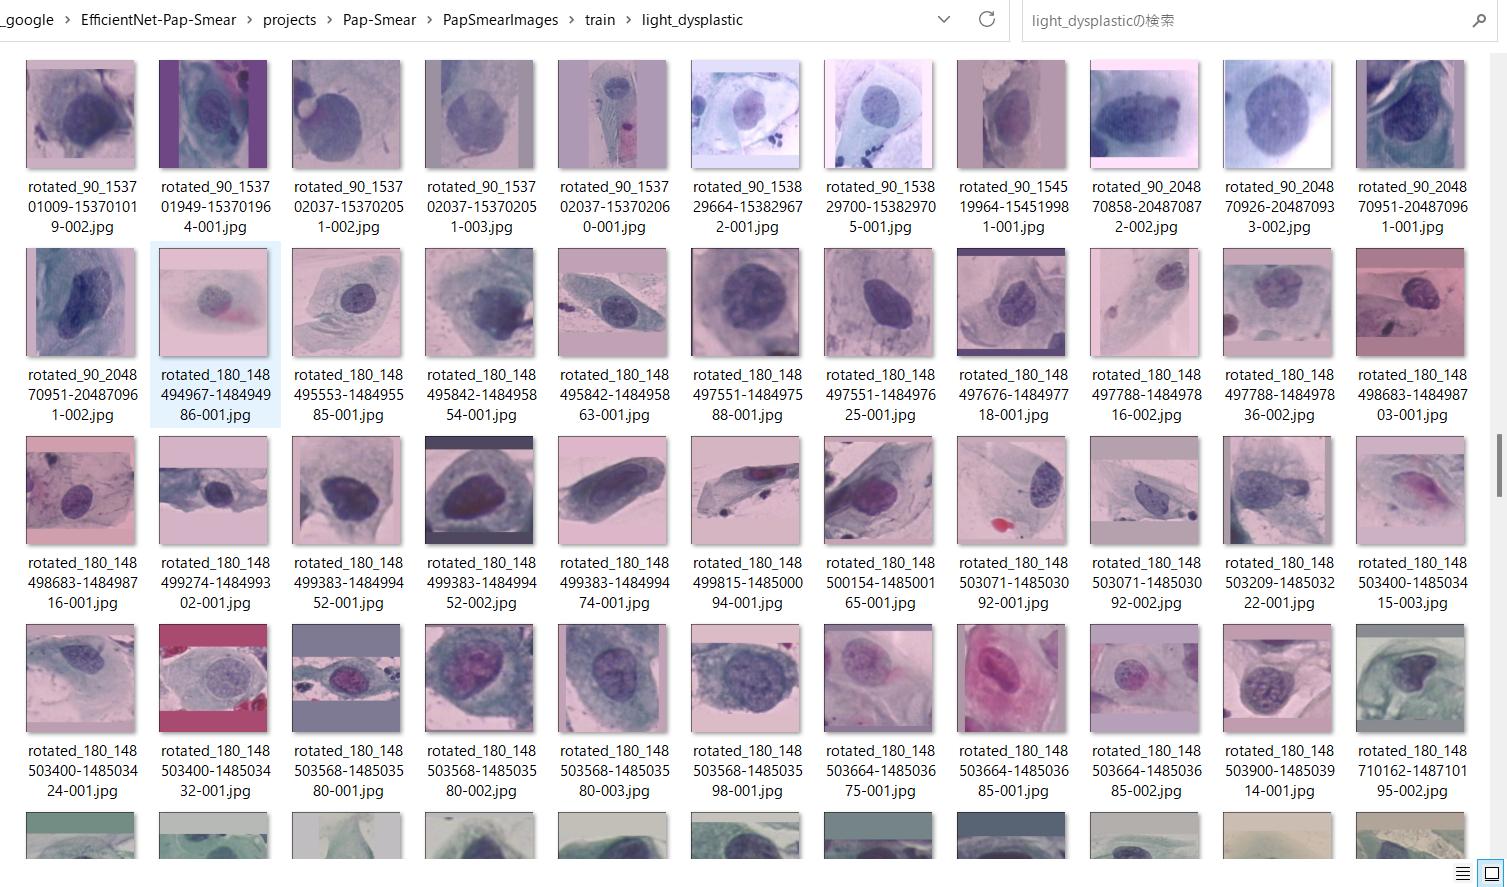 _google > EfficientNet-Pap-Smear > projects > Pap-Smear > PapSmearImages > train > light_dysplastic
light_dysplasticの検索
rotated_90_1537 rotated_90_1537 rotated_90_1537 rotated_90_1537 rotated_90_1537 rotated_90_1538 rotated_90_1538 rotated_90_1545 rotated_90_2048 rotated_90_2048 rotated_90_2048
01009-15370101 01949-15370196 02037-15370205 02037-15370205 02037-15370206 29664-15382967 29700-15382970 19964-15451998 70858-20487087 70926-20487093 70951-20487096
9-002.jpg 4-001.jpg 1-002.jpg 1-003.jpg 0-001.jpg 2-001.jpg 5-001.jpg 1-001.jpg 2-002.jpg 3-002.jpg 1-001.jpg
rotated_90_2048 rotated_180_148 rotated_180_148 rotated_180_148 rotated_180_148 rotated_180_148 rotated_180_148 rotated_180_148 rotated_180_148 rotated_180_148 rotated_180_148
70951-20487096 494967-1484949 495553-1484955 495842-1484958 495842-1484958 497551-1484975 497551-1484976 497676-1484977 497788-1484978 497788-1484978 498683-1484987
1-002.jpg 86-001.jpg 85-001.jpg 54-001.jpg 63-001.jpg 88-001.jpg 25-001.jpg 18-001.jpg 16-002.jpg 36-002.jpg 03-001.jpg
rotated_180_148 rotated_180_148 rotated_180_148 rotated_180_148 rotated_180_148 rotated_180_148 rotated_180_148 rotated_180_148 rotated_180_148 rotated_180_148 rotated_180_148
498683-1484987 499274-1484993 499383-1484994 499383-1484994 499383-1484994 499815-1485000 500154-1485001 503071-1485030 503071-1485030 503209-1485032 503400-1485034
16-001.jpg 02-001.jpg 52-001.jpg 52-002.jpg 74-001.jpg 94-001.jpg 65-001.jpg 92-001.jpg 92-002.jpg 22-001.jpg 15-003.jpg
rotated_180_148 rotated_180_148 rotated_180_148 rotated_180_148 rotated_180_148 rotated_180_148 rotated_180_148 rotated_180_148 rotated_180_148 rotated_180_148 rotated_180_148
503400-1485034 503400-1485034 503568-1485035 503568-1485035 503568-1485035 503568-1485035 503664-1485036 503664-1485036 503664-1485036 503900-1485039 710162-1487101
24-001.jpg 32-001.jpg 80-001.jpg 80-002.jpg 80-003.jpg 98-001.jpg 75-001.jpg 85-001.jpg 85-002.jpg 14-001.jpg 95-002.jpg